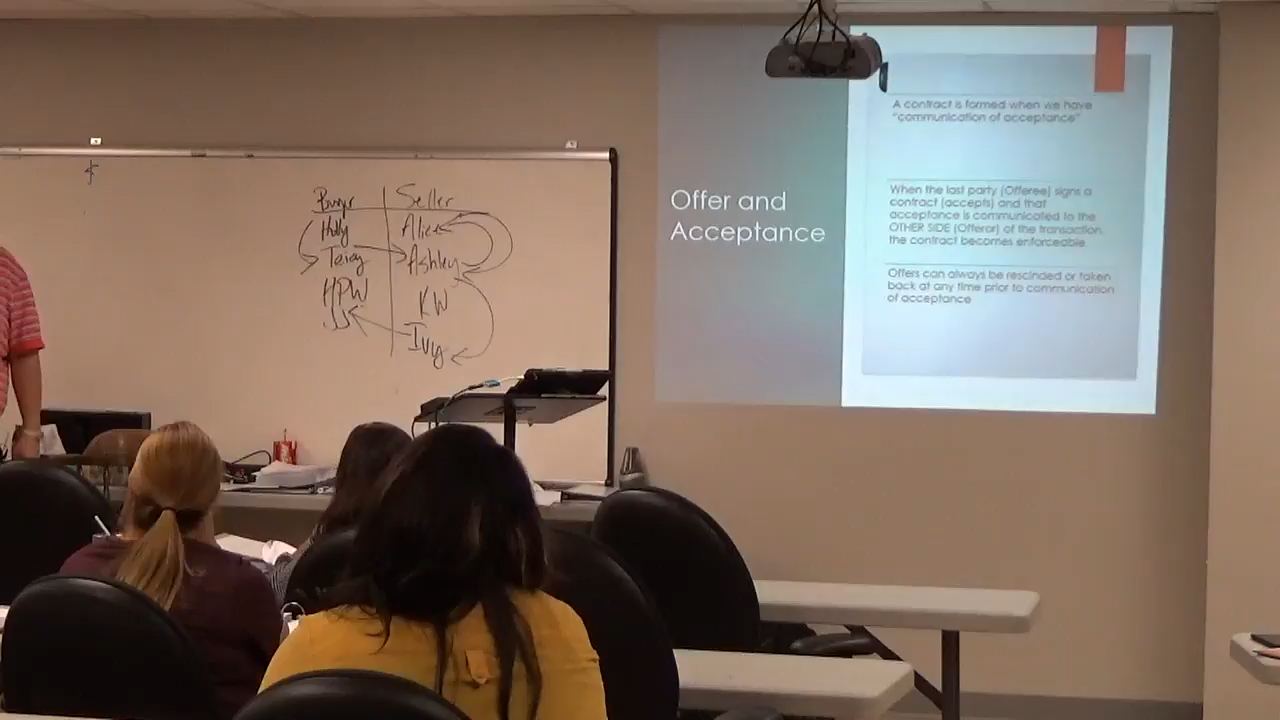 Buyer Seller
Holly Alice
Ashley
HPW KW
JJ Ivy
Offer and
Acceptance
A contract is formed when we have
"communication of acceptance"
When the last party (Offeree) signs a
contract (accepts) and that
acceptance is communicated to the
OTHER SIDE (Offeror) of the transaction,
the contract becomes enforceable
Offers can always be rescinded or taken
back at any time prior to communication
of acceptance